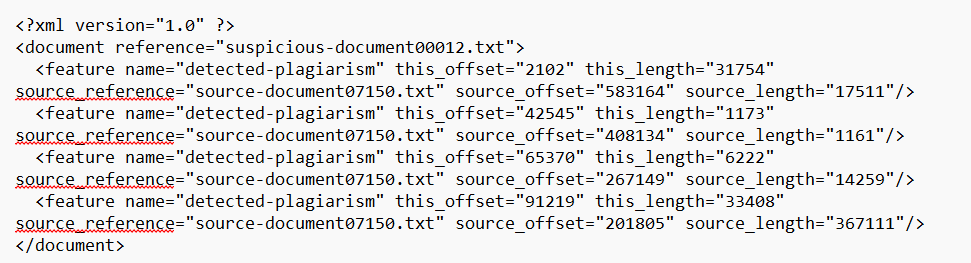 <?xml version="1.0" ?>
<document reference="suspicious-document00012.txt">
  <feature name="detected-plagiarism" this_offset="2102" this_length="31754"
source_reference="source-document07150.txt" source_offset="583164" source_length="17511"/>
  <feature name="detected-plagiarism" this_offset="42545" this_length="1173"
source_reference="source-document07150.txt" source_offset="408134" source_length="1161"/>
  <feature name="detected-plagiarism" this_offset="65370" this_length="6222"
source_reference="source-document07150.txt" source_offset="267149" source_length="14259"/>
  <feature name="detected-plagiarism" this_offset="91219" this_length="33408"
source_reference="source-document07150.txt" source_offset="201805" source_length="367111"/>
</document>